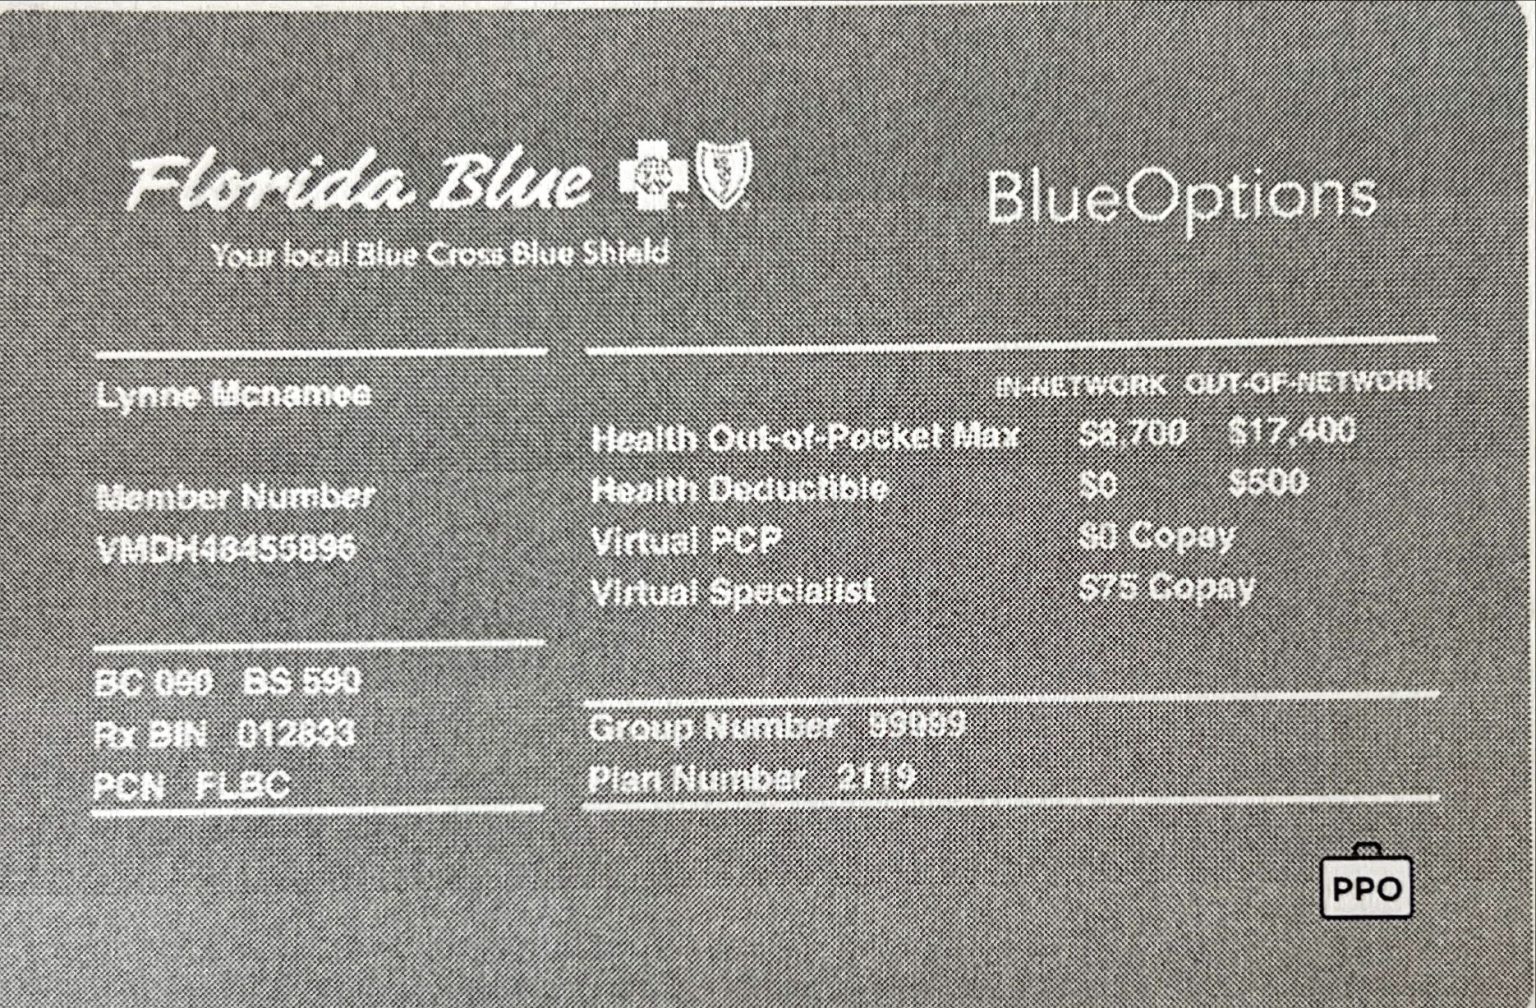 Florida Blue
BlueOptions
Your local Blue Cross Blue Shield
Lynne Mcnamee
Member Number
VMDH48455896
BC 090 BS 590
Rx BIN 012833
PCN FLBC
IN-NETWORK OUT-OF-NETWORK
Health Out-of-Pocket Max $8,700 $17,400
Health Deductible $0 $500
Virtual PCP $0 Copay
Virtual Specialist $75 Copay
Group Number
Plan Number 2119
PPO